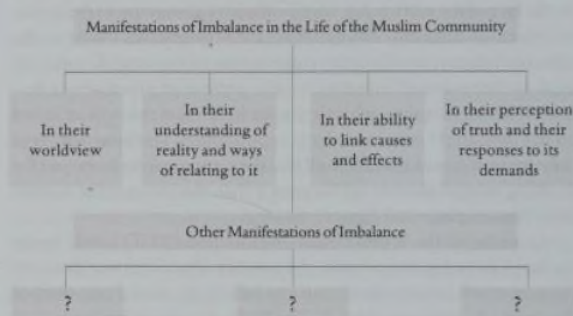 Manifestations of Imbalance in the Life of the Muslim Community
In their
worldview
In their
understanding of
reality and ways
of relating to it
In their ability
to link causes
and effects
In their perception
of truth and their
responses to its
demands
Other Manifestations of Imbalance
?
?
?